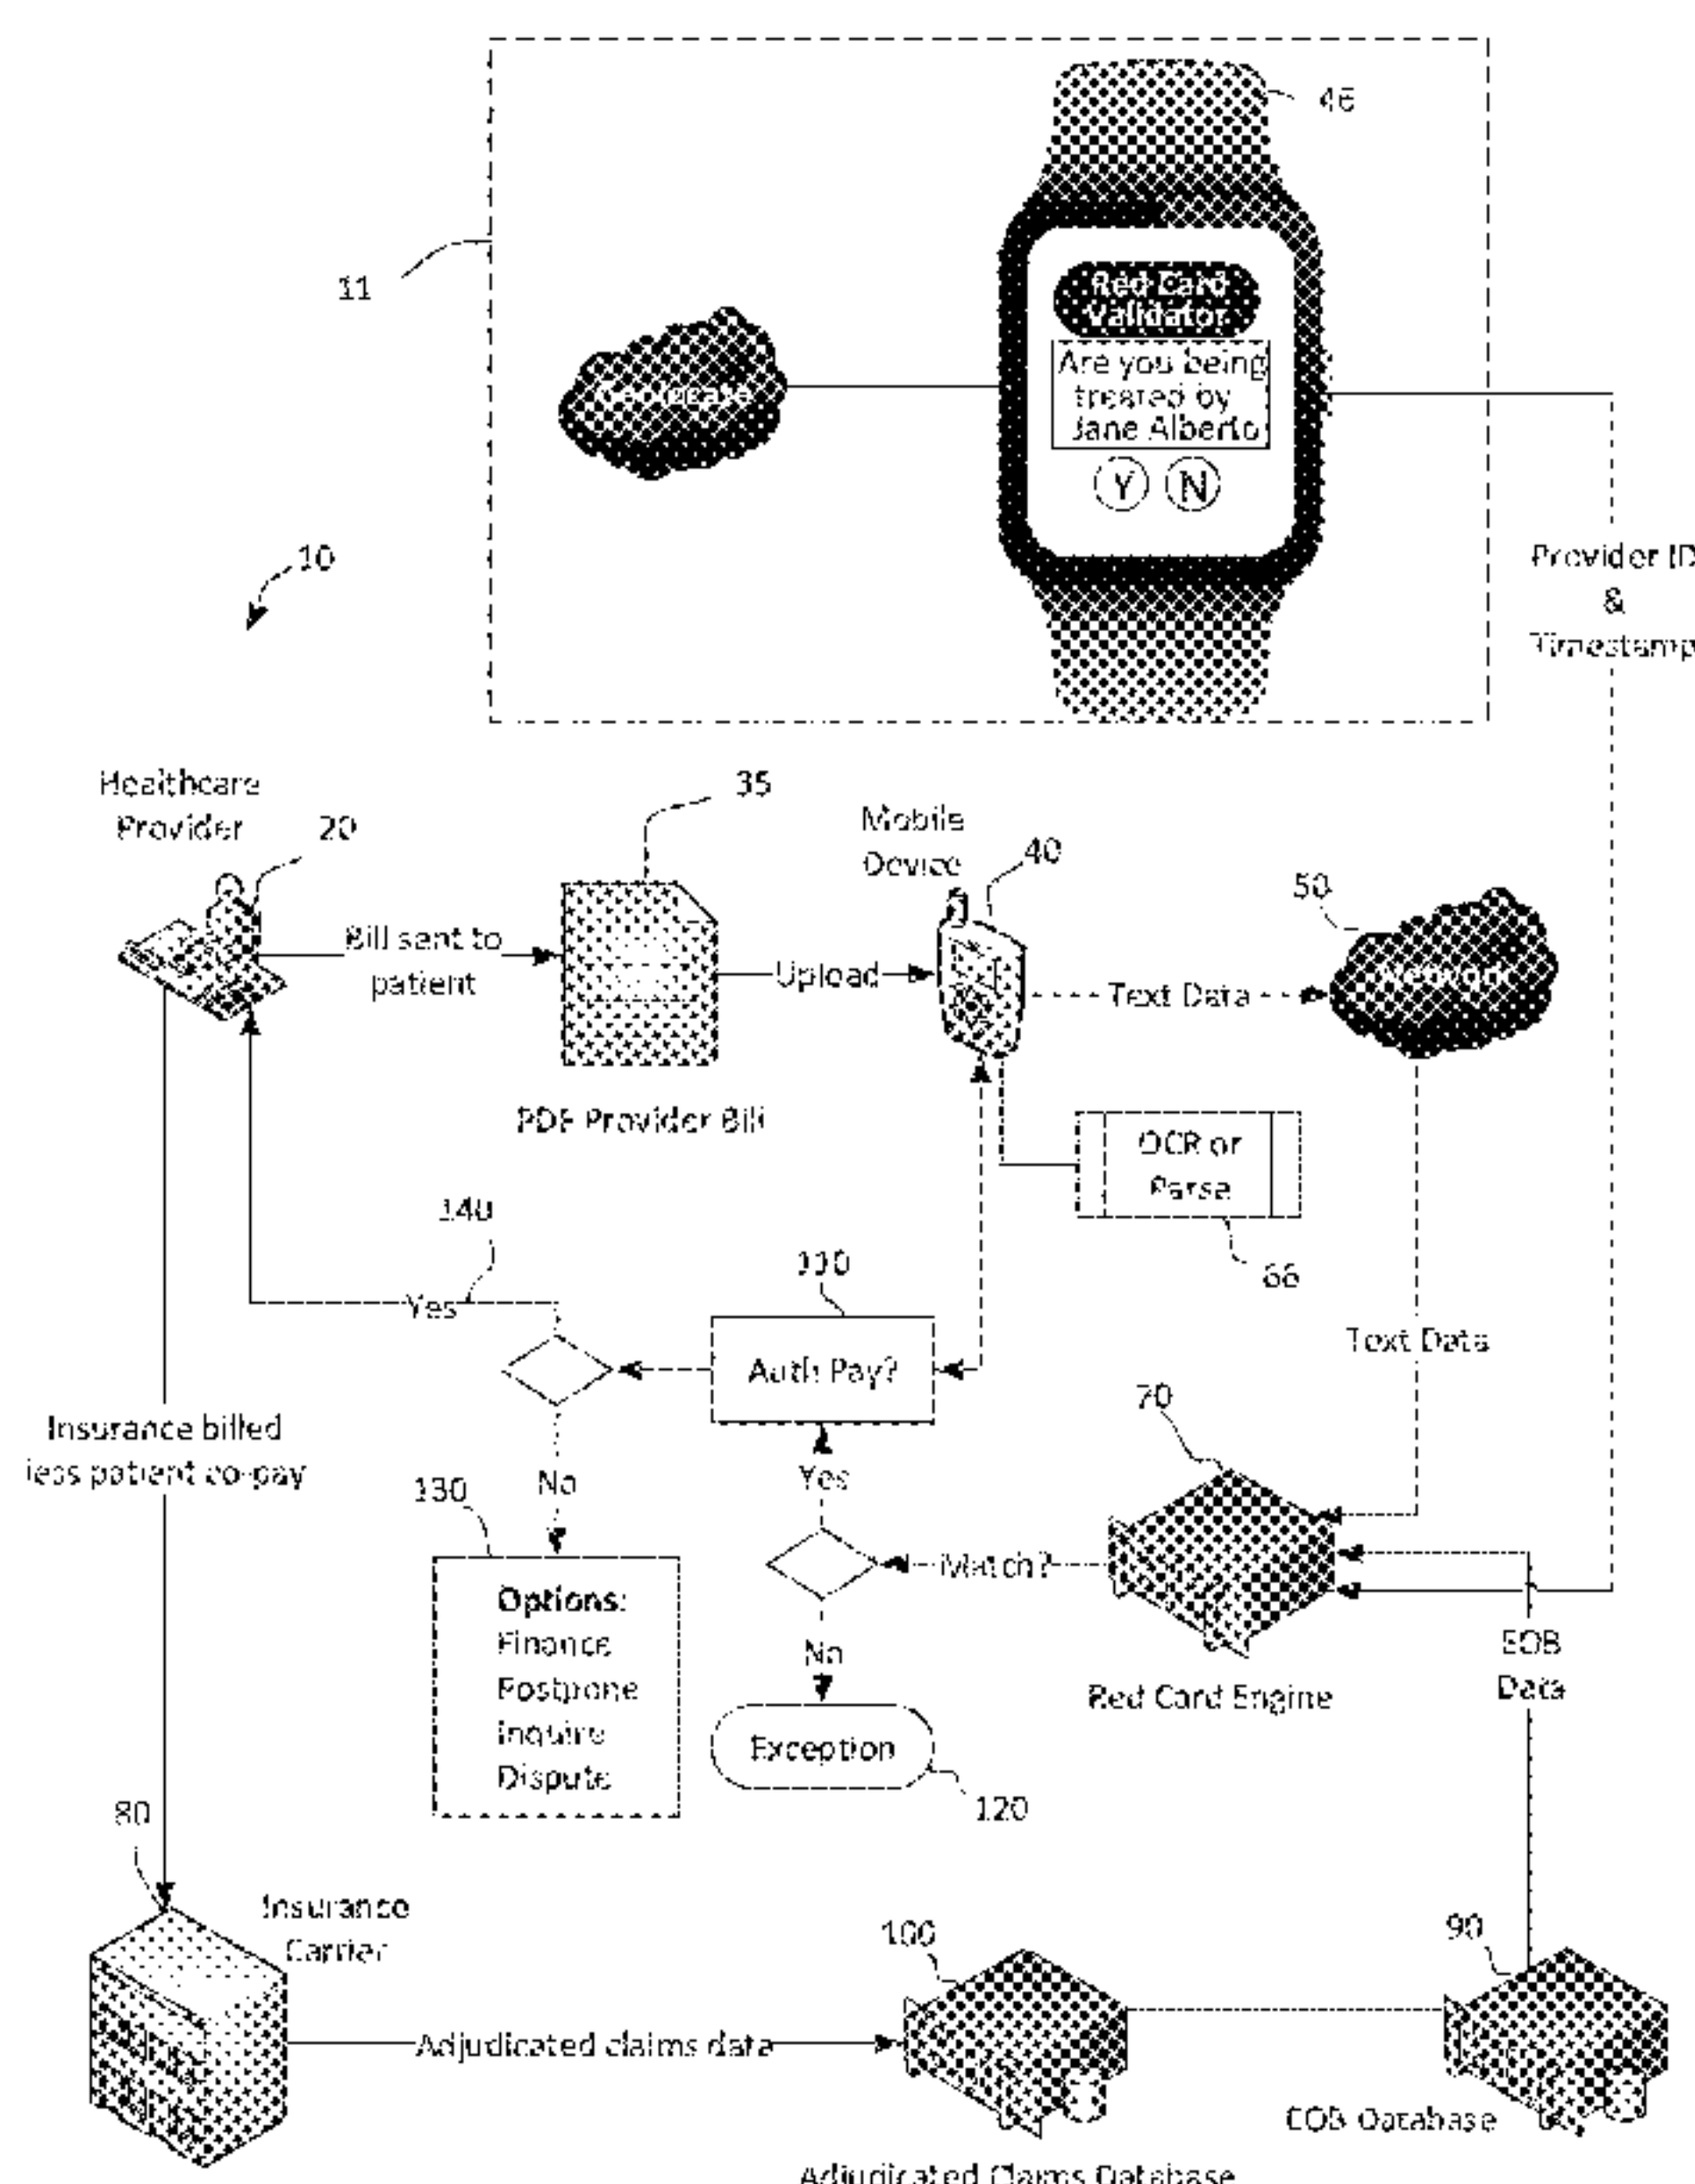 46
11
Red Card
Validator
Are you being
treated by
Jane Alberto
Y N
10
Provider ID
&
Timestamp
Healthcare
Provider
20
35
Mobile
Device
40
50
Bill sent to
patient
Upload
Text Data
Network
PDF Provider Bill
OCR or
Parse
66
140
110
Yes
Auth Pay?
Text Data
70
Insurance billed
less patient co-pay
No
130
Yes
Match?
Options:
Finance
Postpone
Inquire
Dispute
No
Exception
120
EOB
Data
Red Card Engine
80
Insurance
Carrier
100
90
Adjudicated claims data
Database
Adjudicated Claims Database